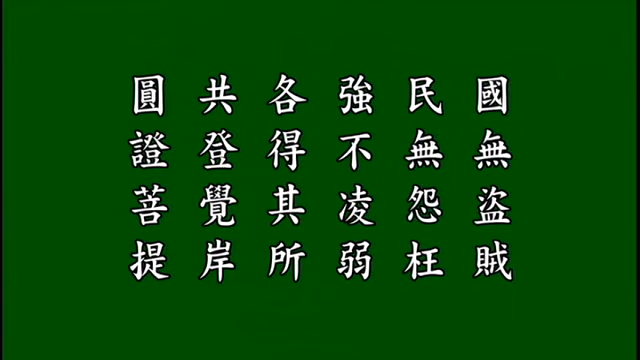 國無盜賊
民無怨枉
強不凌弱
各得其所
共登覺岸
圓證菩提